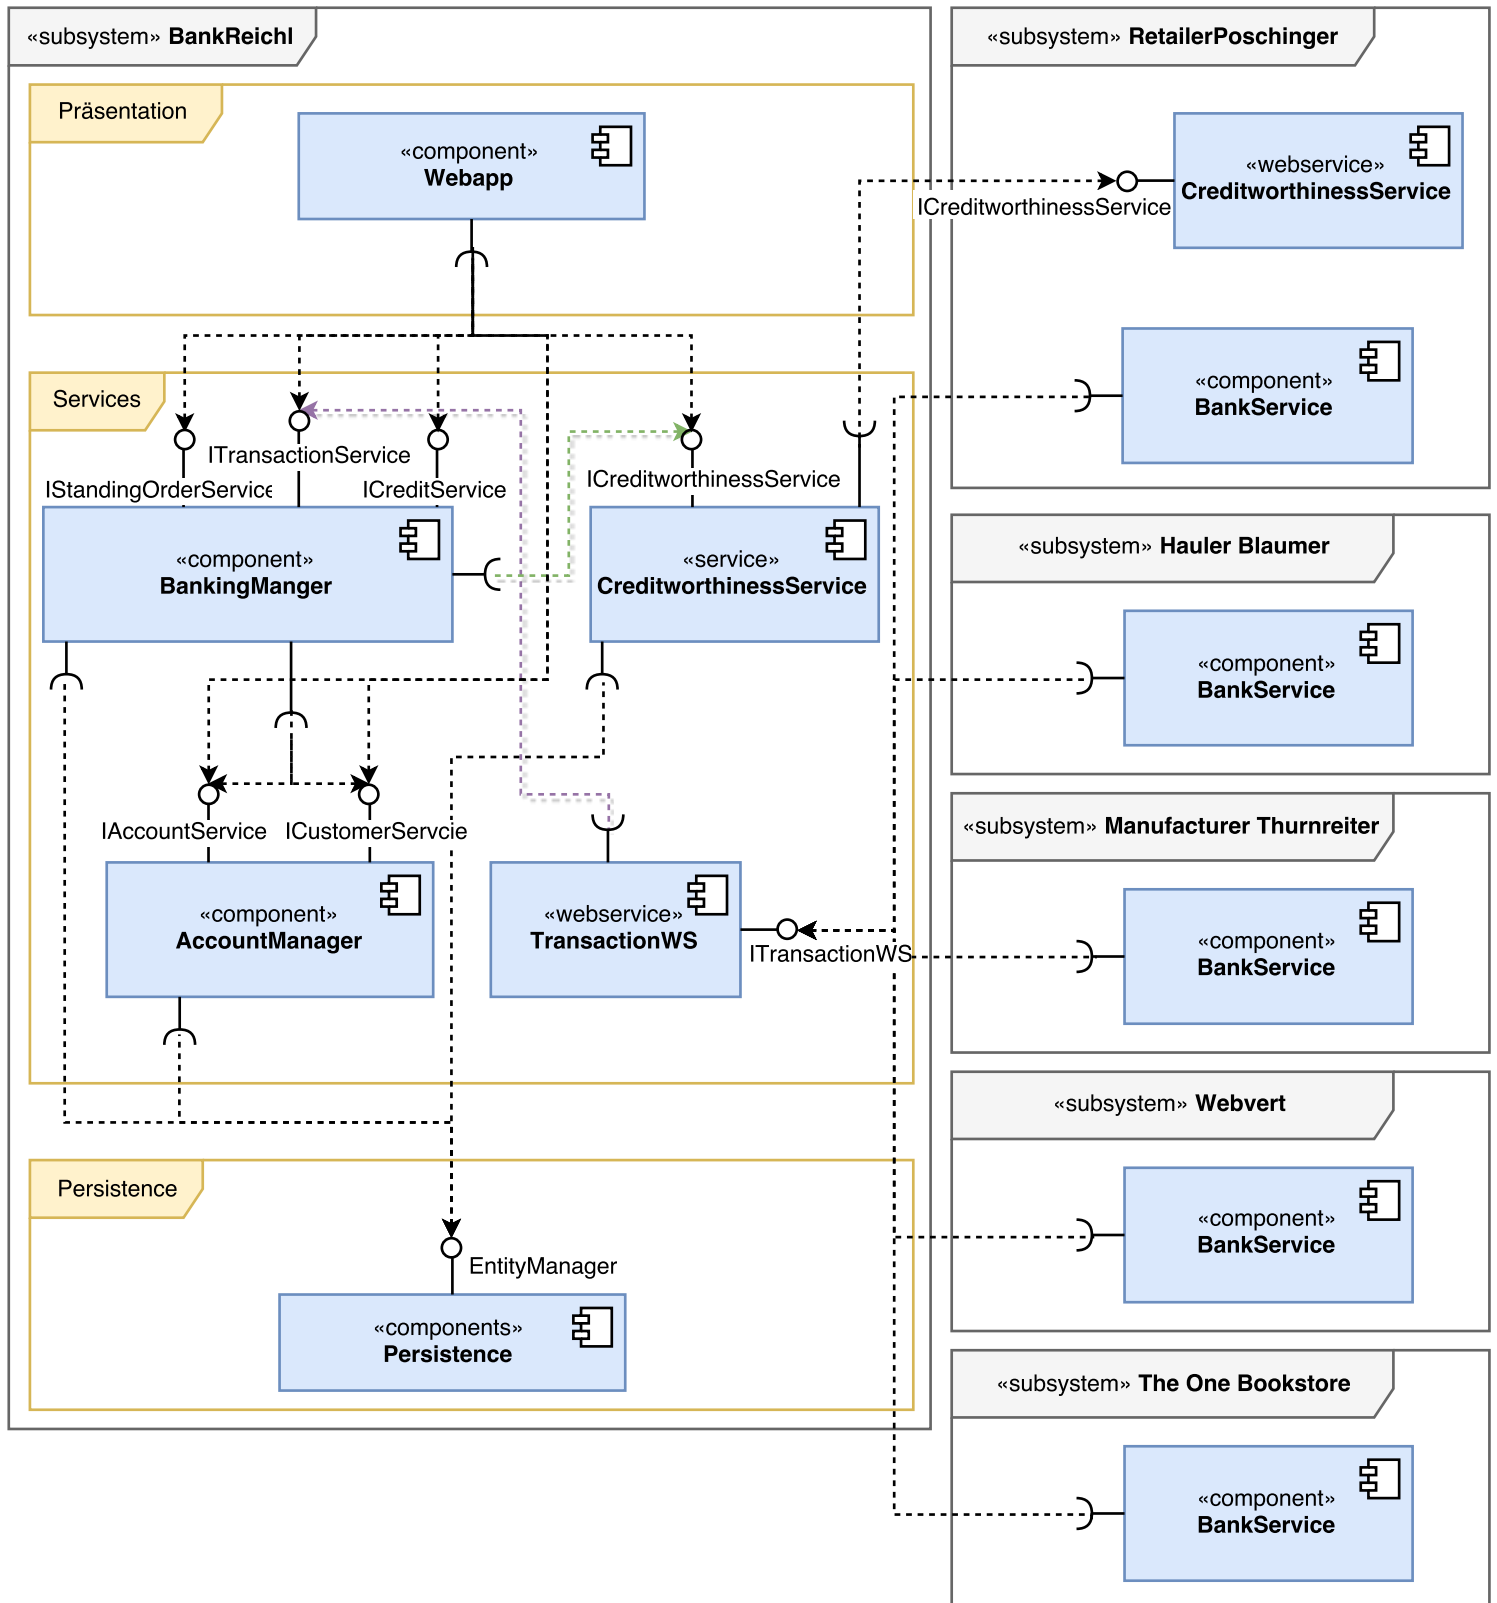 «subsystem» BankReichl
Präsentation
«component»
Webapp
Services
ITransactionService
IStandingOrderService
ICreditService
ICreditworthinessService
«component»
BankingManger
«service»
CreditworthinessService
IAccountService
ICustomerServcie
«component»
AccountManager
«webservice»
TransactionWS
ITransactionWS
Persistence
EntityManager
«components»
Persistence
«subsystem» RetailerPoschinger
«webservice»
CreditworthinessService
ICreditworthinessService
«component»
BankService
«subsystem» Hauler Blaumer
«component»
BankService
«subsystem» Manufacturer Thurnreiter
«component»
BankService
«subsystem» Webvert
«component»
BankService
«subsystem» The One Bookstore
«component»
BankService